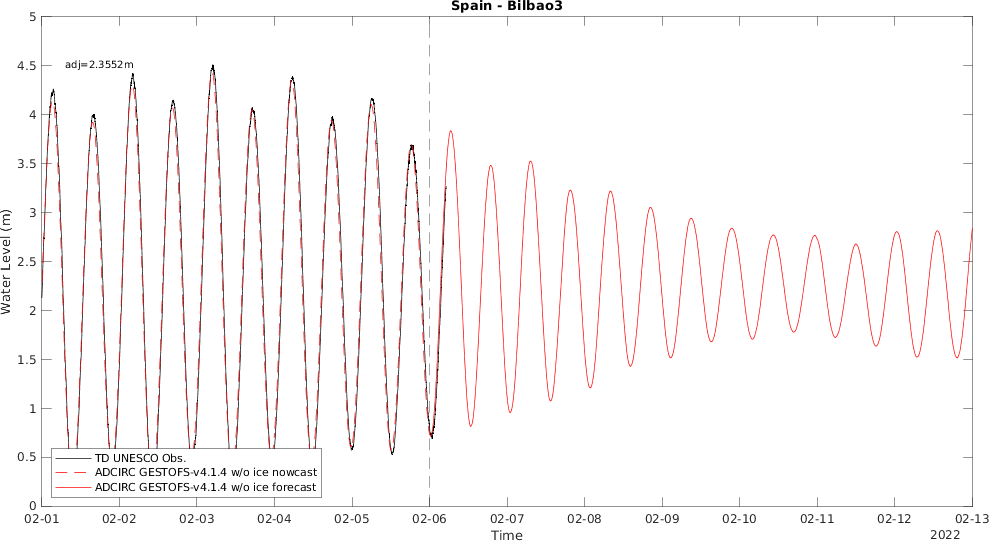 Spain - Bilbao3
adj=2.3552m
5
4.5
4
3.5
3
2.5
2
1.5
1
0.5
0
Water Level (m)
TD UNESCO Obs.
ADCIRC GESTOFS-v4.1.4 w/o ice nowcast
ADCIRC GESTOFS-v4.1.4 w/o ice forecast
02-01 02-02 02-03 02-04 02-05 02-06 02-07 02-08 02-09 02-10 02-11 02-12 02-13
Time
2022